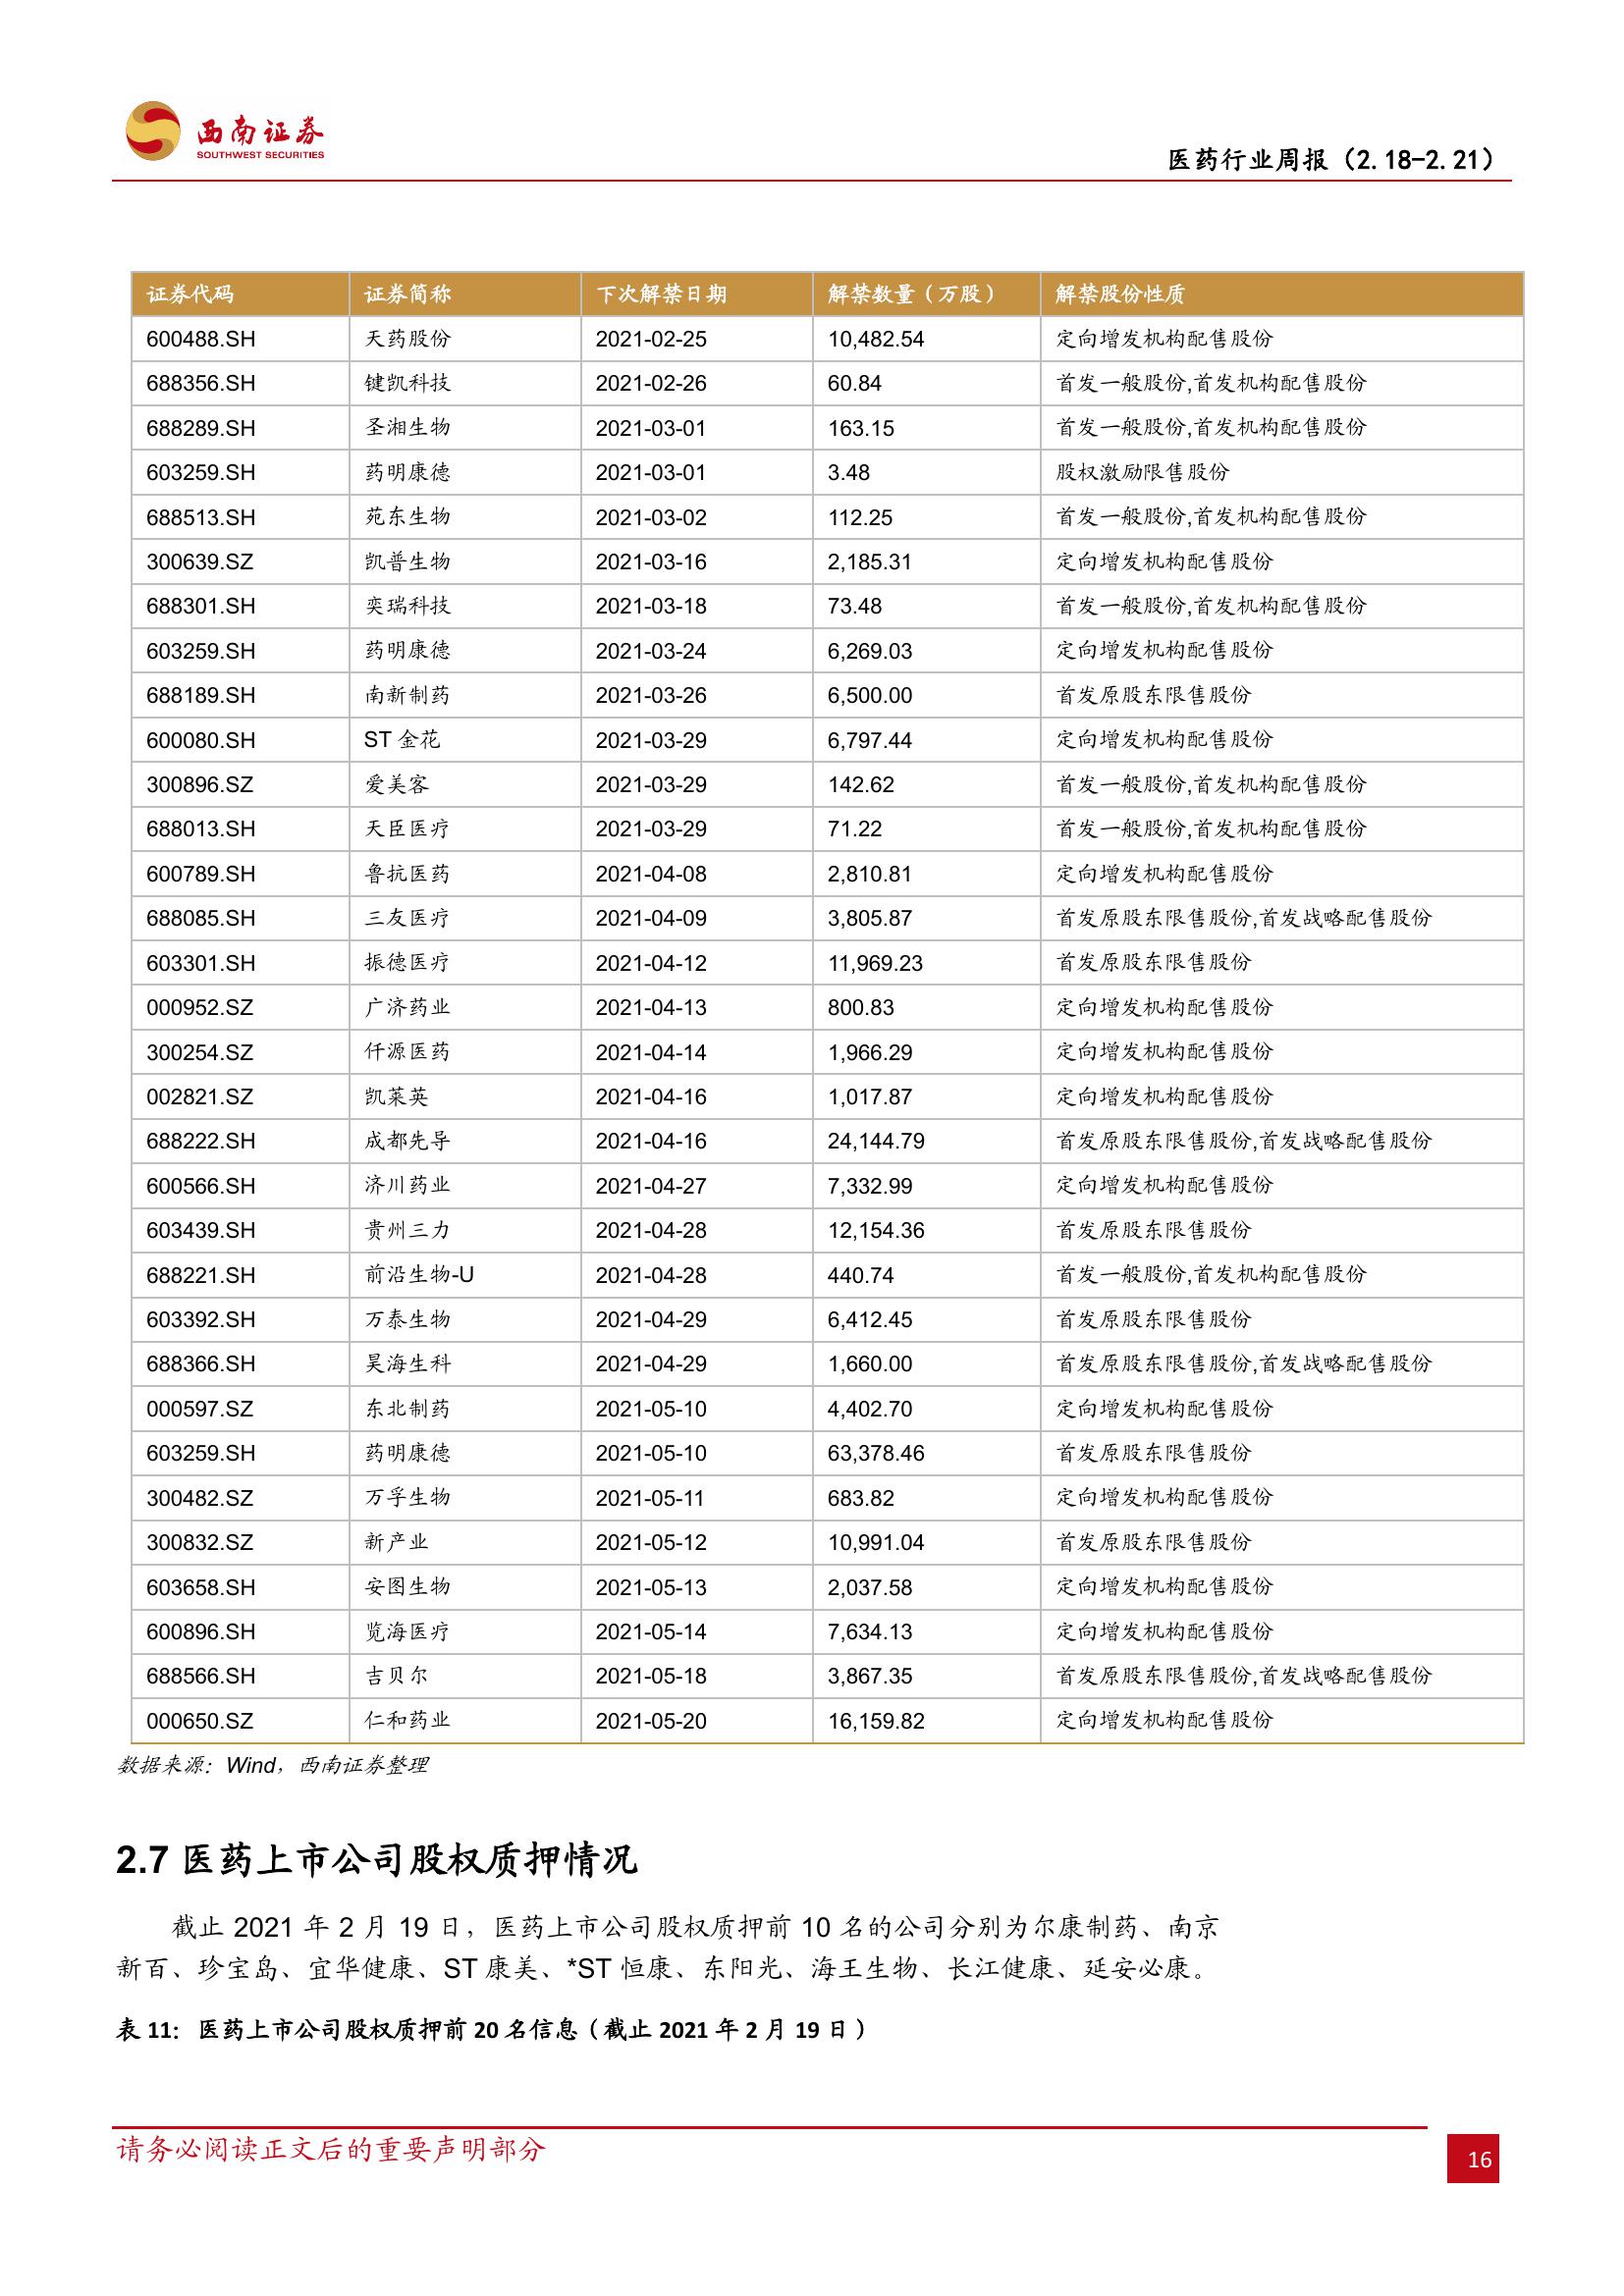 西南证券
SOUTHWEST SECURITIES
医药行业周报（2.18-2.21）
证券代码 证券简称 下次解禁日期 解禁数量（万股） 解禁股份性质
600488.SH 天药股份 2021-02-25 10,482.54 定向增发机构配售股份
688356.SH 键凯科技 2021-02-26 60.84 首发一般股份,首发机构配售股份
688289.SH 圣湘生物 2021-03-01 163.15 首发一般股份,首发机构配售股份
603259.SH 药明康德 2021-03-01 3.48 股权激励限售股份
688513.SH 苑东生物 2021-03-02 112.25 首发一般股份,首发机构配售股份
300639.SZ 凯普生物 2021-03-16 2,185.31 定向增发机构配售股份
688301.SH 奕瑞科技 2021-03-18 73.48 首发一般股份,首发机构配售股份
603259.SH 药明康德 2021-03-24 6,269.03 定向增发机构配售股份
688189.SH 南新制药 2021-03-26 6,500.00 首发原股东限售股份
600080.SH ST 金花 2021-03-29 6,797.44 定向增发机构配售股份
300896.SZ 爱美客 2021-03-29 142.62 首发一般股份,首发机构配售股份
688013.SH 天臣医疗 2021-03-29 71.22 首发一般股份,首发机构配售股份
600789.SH 鲁抗医药 2021-04-08 2,810.81 定向增发机构配售股份
688085.SH 三友医疗 2021-04-09 3,805.87 首发原股东限售股份,首发战略配售股份
603301.SH 振德医疗 2021-04-12 11,969.23 首发原股东限售股份
000952.SZ 广济药业 2021-04-13 800.83 定向增发机构配售股份
300254.SZ 仟源医药 2021-04-14 1,966.29 定向增发机构配售股份
002821.SZ 凯莱英 2021-04-16 1,017.87 定向增发机构配售股份
688222.SH 成都先导 2021-04-16 24,144.79 首发原股东限售股份,首发战略配售股份
600566.SH 济川药业 2021-04-27 7,332.99 定向增发机构配售股份
603439.SH 贵州三力 2021-04-28 12,154.36 首发原股东限售股份
688221.SH 前沿生物-U 2021-04-28 440.74 首发一般股份,首发机构配售股份
603392.SH 万泰生物 2021-04-29 6,412.45 首发原股东限售股份
688366.SH 昊海生科 2021-04-29 1,660.00 首发原股东限售股份,首发战略配售股份
000597.SZ 东北制药 2021-05-10 4,402.70 定向增发机构配售股份
603259.SH 药明康德 2021-05-10 63,378.46 首发原股东限售股份
300482.SZ 万孚生物 2021-05-11 683.82 定向增发机构配售股份
300832.SZ 新产业 2021-05-12 10,991.04 首发原股东限售股份
603658.SH 安图生物 2021-05-13 2,037.58 定向增发机构配售股份
600896.SH 览海医疗 2021-05-14 7,634.13 定向增发机构配售股份
688566.SH 吉贝尔 2021-05-18 3,867.35 首发原股东限售股份,首发战略配售股份
000650.SZ 仁和药业 2021-05-20 16,159.82 定向增发机构配售股份
数据来源：Wind，西南证券整理
2.7 医药上市公司股权质押情况
截止 2021 年 2 月 19 日，医药上市公司股权质押前 10 名的公司分别为尔康制药、南京
新百、珍宝岛、宜华健康、ST 康美、*ST 恒康、东阳光、海王生物、长江健康、延安必康。
表 11：医药上市公司股权质押前 20 名信息（截止 2021 年 2 月 19 日）
请务必阅读正文后的重要声明部分
16